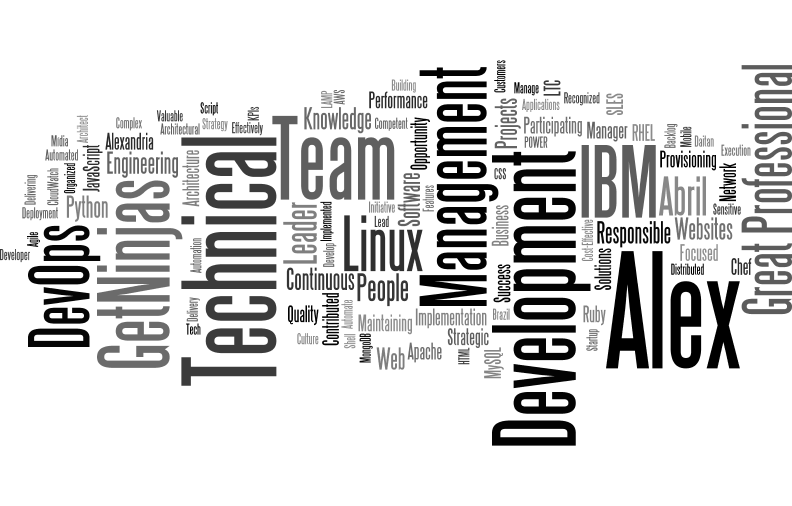 Developer
Agile
Delivering
Deployment
CloudWatch
Midia
Automated
Organized
Architect
JavaScript
Python
DevOps
Complex
Alexandria
Engineering
GetNinjas
Valuable
Architectural
Script
Strategy
Effectively
KPIs
Architecture
Automation
Delivery
Tech
Technical
Team
Knowledge
LAMP
AWS
Building
Performance
Competent
Opportunity
Leader
Implemented
Develop
Initiative
Lead
Linux
Software
Features
Continuous
People
Quality
Contributed
Culture
Automate
Shell
MongoDB
Maintaining
Implementation
Web
Apache
Strategic
HTML
MySQL
Management
Customers
Projects
Manage
LTC
Applications
Recognized
Participating
POWER
CSS
Business
Success
Brazil
Development
SLES
Manager
RHEL
IBM
Backing
Mobile
Dailan
Provisioning
Execution
Network
Sensitive
Abril
Cost-Effective
Responsible
Websites
Solutions
Focused
Distributed
Chef
Ruby
Startup
Alex
Great Professional